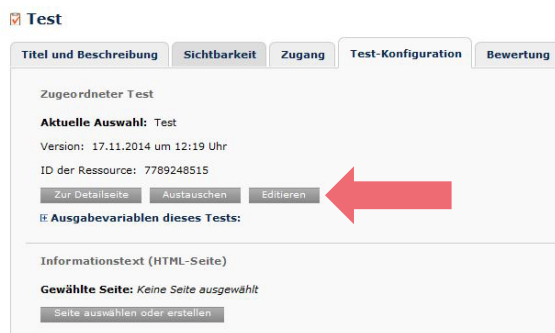 Test
Titel und Beschreibung Sichtbarkeit Zugang Test-Konfiguration Bewertung
Zugeordneter Test
Aktuelle Auswahl: Test
Version: 17.11.2014 um 12:19 Uhr
ID der Ressource: 7789248515
Zur Detailseite Austauschen Editieren
Ausgabevariablen dieses Tests:
Informationstext (HTML-Seite)
Gewählte Seite: Keine Seite ausgewählt
Seite auswählen oder erstellen